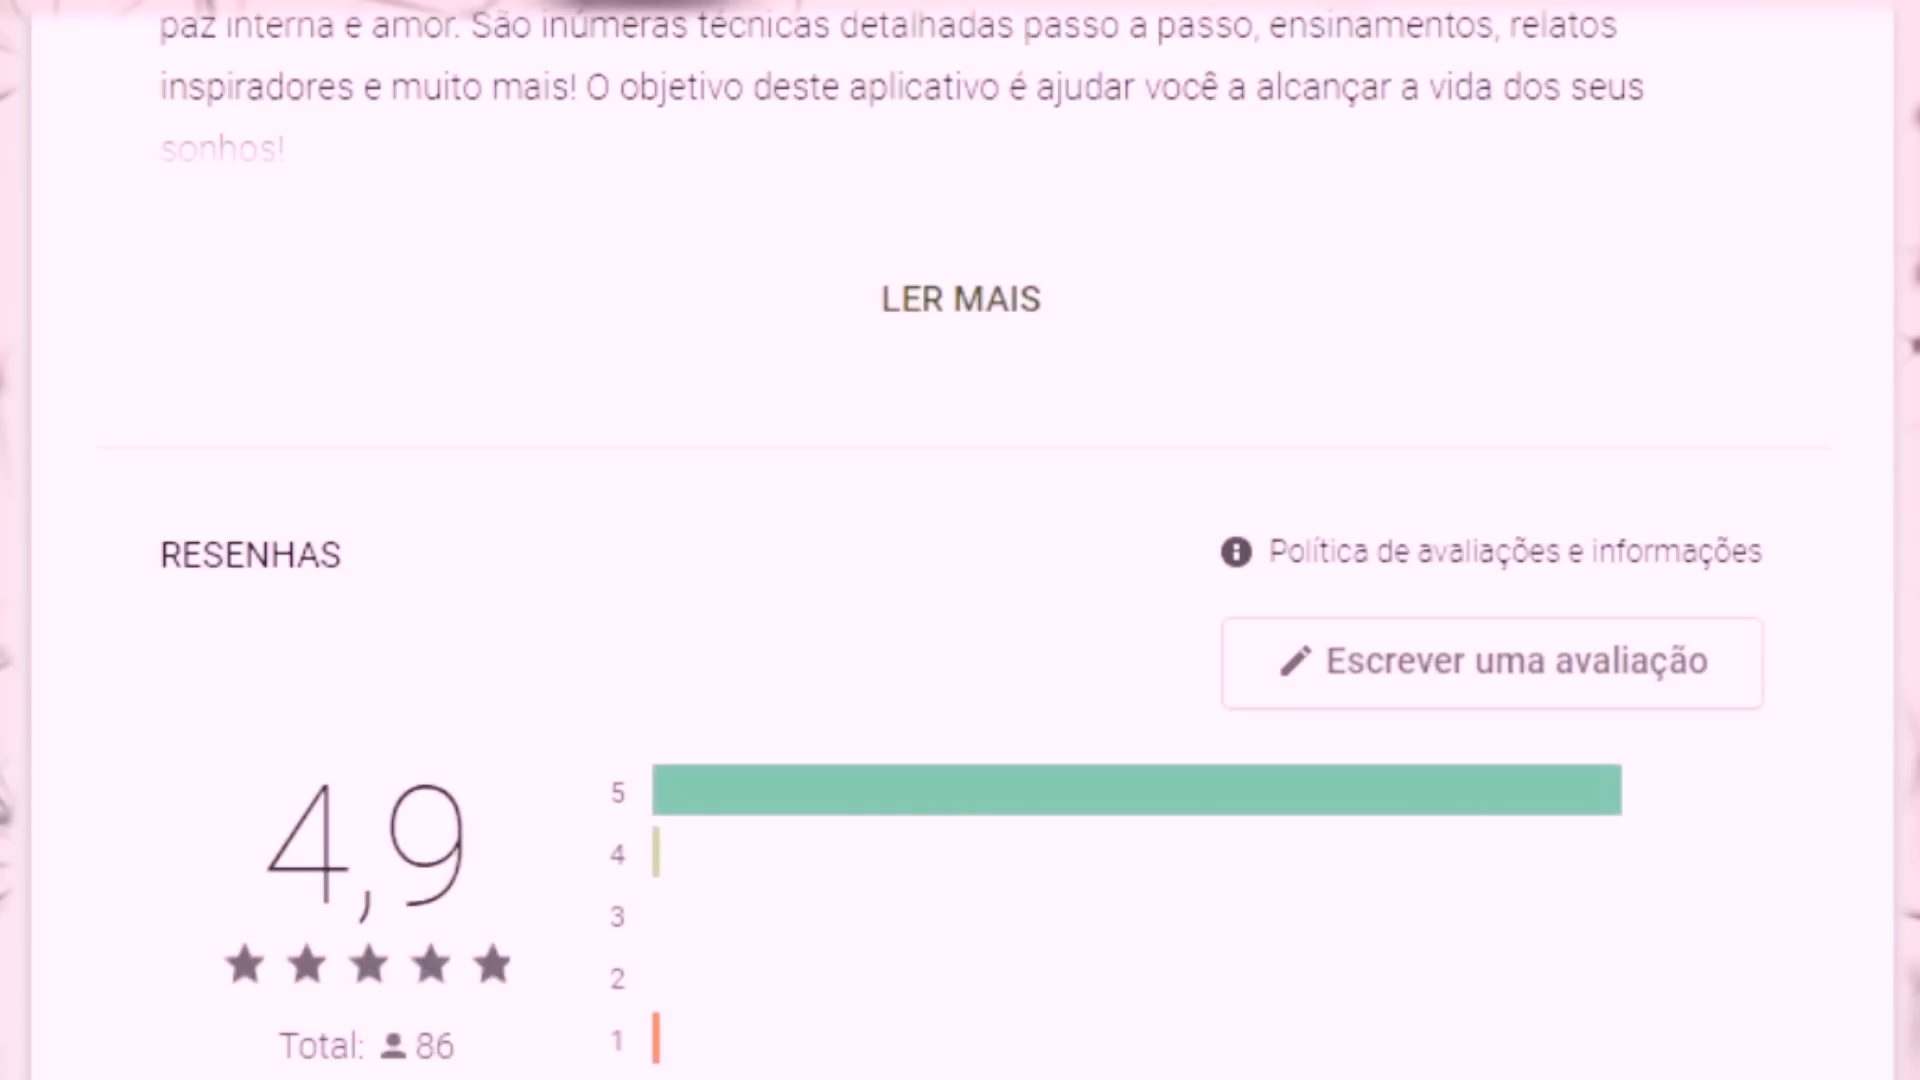 paz interna e amor. São inúmeras técnicas detalhadas passo a passo, ensinamentos, relatos
inspiradores e muito mais! O objetivo deste aplicativo é ajudar você a alcançar a vida dos seus
sonhos!
LER MAIS
RESENHAS
Política de avaliações e informações
Escrever uma avaliação
4,9
Total: 86
5
4
3
2
1